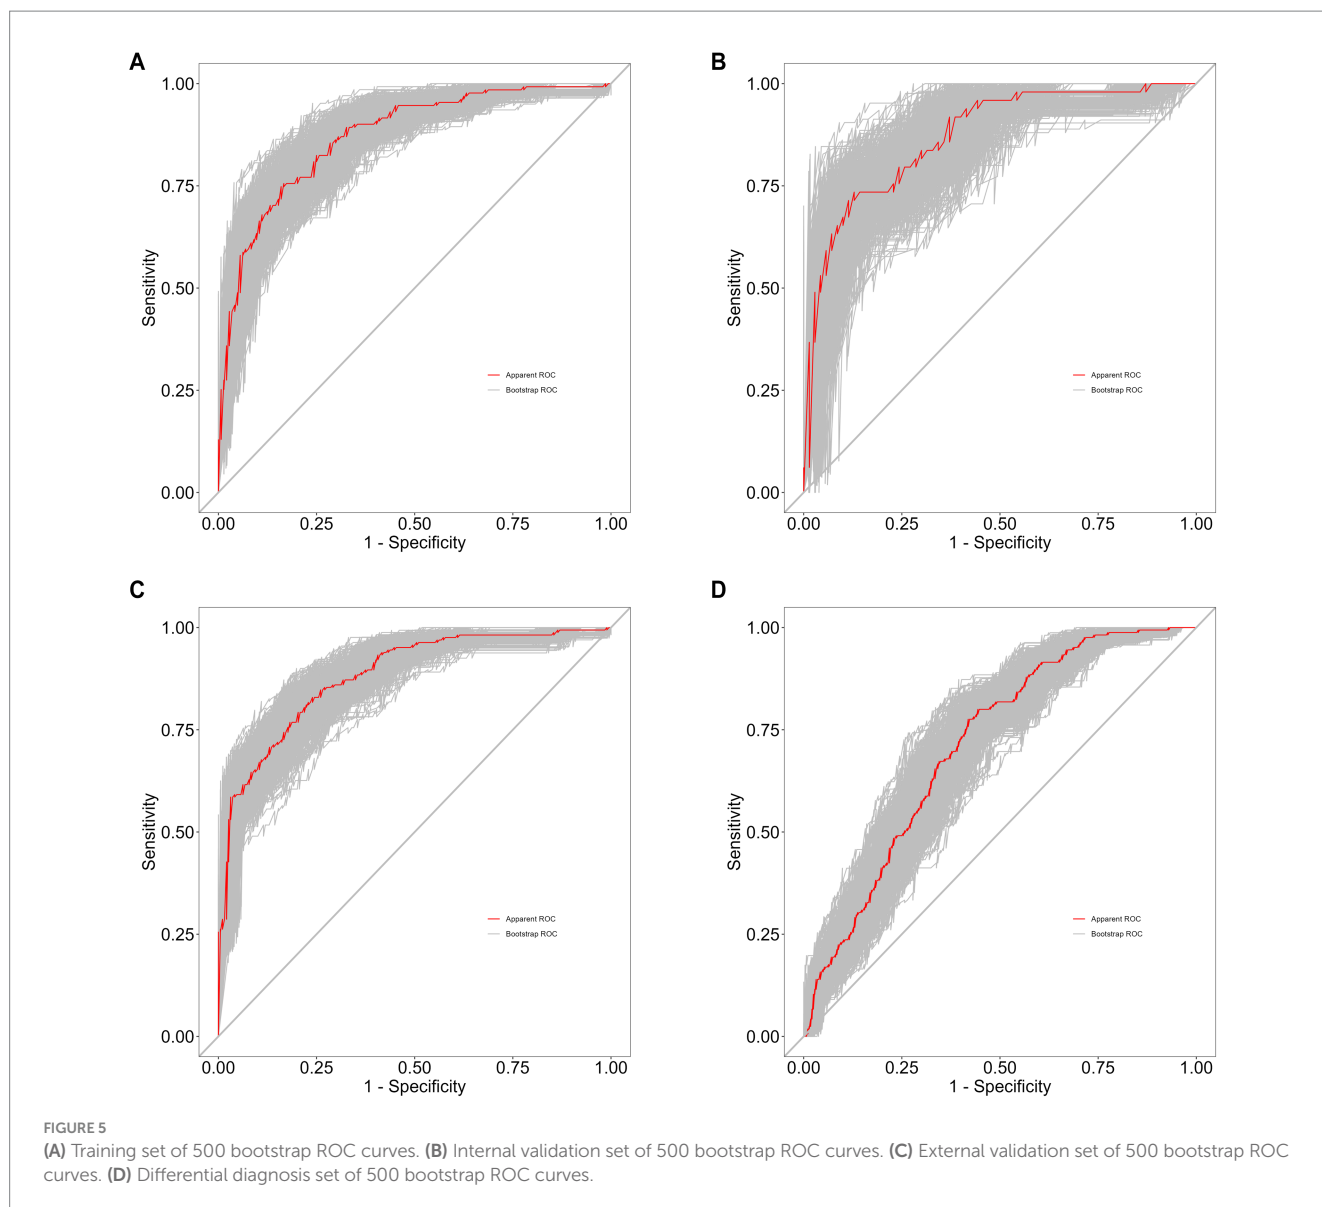 A
1.00
0.75
0.50
0.25
0.00
Sensitivity
Apparent ROC
Bootstrap ROC
0.00 0.25 0.50 0.75 1.00
1 - Specificity
B
1.00
0.75
0.50
0.25
0.00
Sensitivity
Apparent ROC
Bootstrap ROC
0.00 0.25 0.50 0.75 1.00
1 - Specificity
C
1.00
0.75
0.50
0.25
0.00
Sensitivity
Apparent ROC
Bootstrap ROC
0.00 0.25 0.50 0.75 1.00
1 - Specificity
D
1.00
0.75
0.50
0.25
0.00
Sensitivity
Apparent ROC
Bootstrap ROC
0.00 0.25 0.50 0.75 1.00
1 - Specificity
FIGURE 5
(A) Training set of 500 bootstrap ROC curves. (B) Internal validation set of 500 bootstrap ROC curves. (C) External validation set of 500 bootstrap ROC
curves. (D) Differential diagnosis set of 500 bootstrap ROC curves.